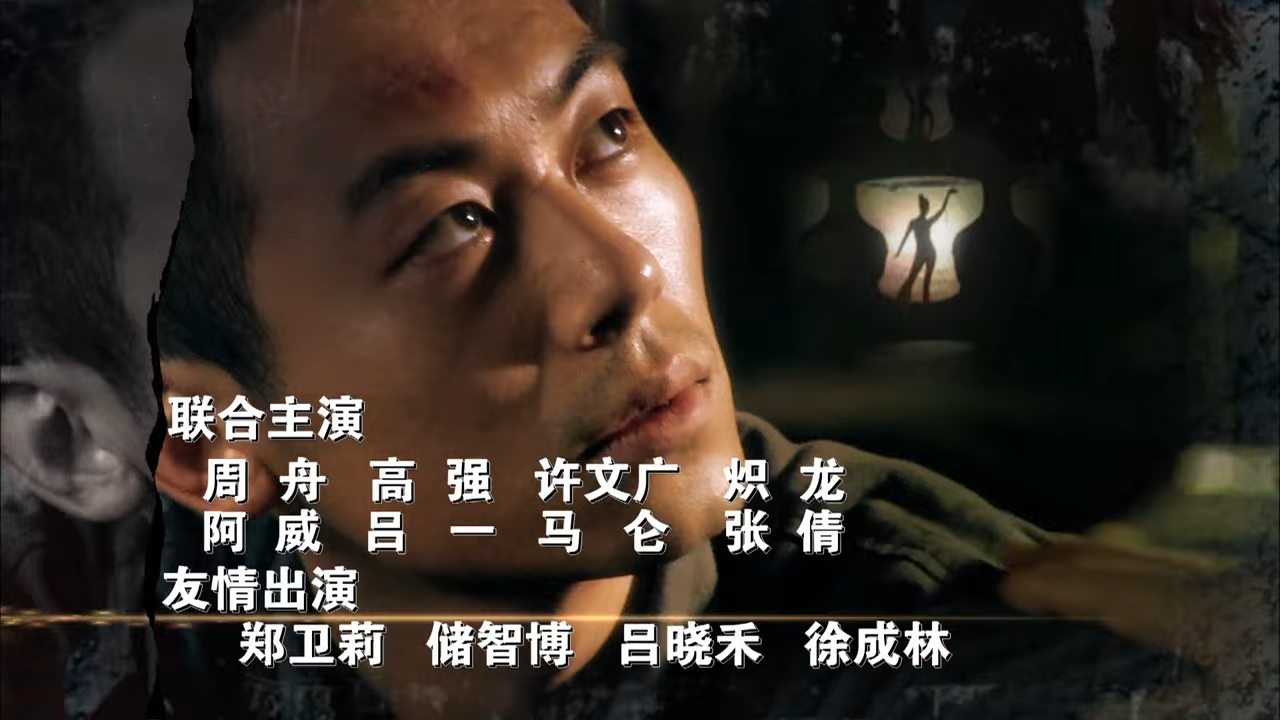 联合主演
周舟 高强 许文广 炽龙
阿威 吕一 马仑 张倩
友情出演
郑卫莉 储智博 吕晓禾 徐成林